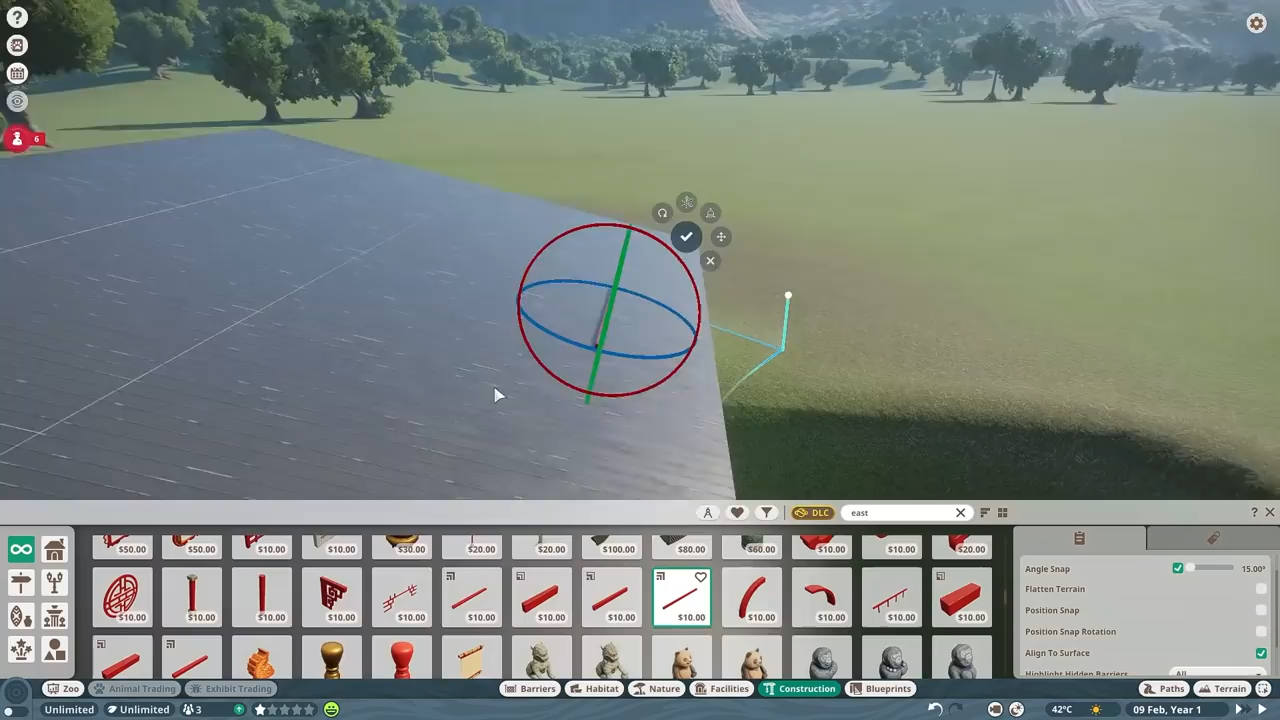 ?
6
DLC
east
? ×
$50.00 $50.00 $10.00 $10.00 $30.00 $20.00 $20.00 $100.00 $80.00 $60.00 $10.00 $10.00 $20.00
Angle Snap 15.00°
Flatten Terrain
Position Snap
$10.00 $10.00 $10.00 $10.00 $10.00 $10.00 $10.00 $10.00 $10.00 $10.00 $10.00 $10.00 $10.00
Position Snap Rotation
Align To Surface
Highlight Hidden Barriers All
Zoo Animal Trading Exhibit Trading Barriers Habitat Nature Facilities Construction Blueprints Paths Terrain
Unlimited Unlimited 3 42°C 09 Feb, Year 1